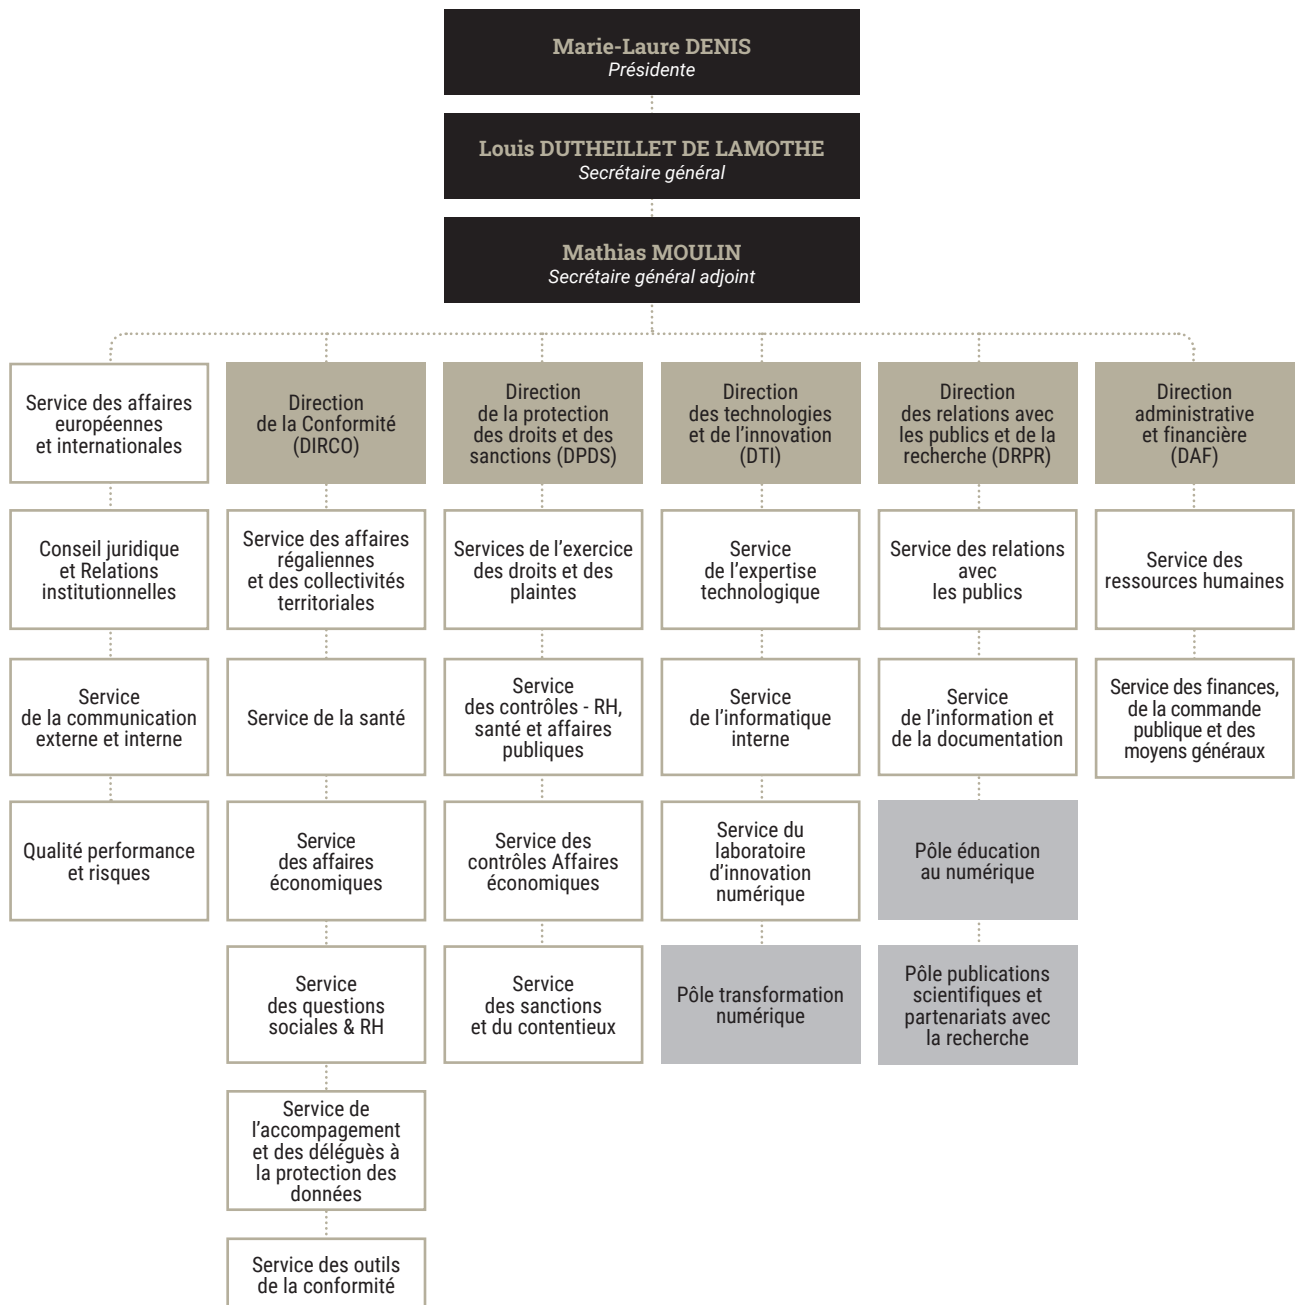 Marie-Laure DENIS
Présidente
Louis DUTHEILLET DE LAMOTHE
Secrétaire général
Mathias MOULIN
Secrétaire général adjoint
Service des affaires
européennes
et internationales
Conseil juridique
et Relations
institutionnelles
Service
de la communication
externe et interne
Qualité performance
et risques
Direction
de la Conformité
(DIRCO)
Service des affaires
régaliennes
et des collectivités
territoriales
Service de la santé
Service
des affaires
économiques
Service
des questions
sociales & RH
Service de
l'accompagement
et des déléguès à
la protection des
données
Service des outils
de la conformité
Direction
de la protection
des droits et des
sanctions (DPDS)
Services de l'exercice
des droits et des
plaintes
Service
des contrôles - RH,
santé et affaires
publiques
Service des
contrôles Affaires
économiques
Service
des sanctions
et du contentieux
Direction
des technologies
et de l'innovation
(DTI)
Service
de l'expertise
technologique
Service
de l'informatique
interne
Service du
laboratoire
d'innovation
numérique
Pôle transformation
numérique
Direction
des relations avec
les publics et de la
recherche (DRPR)
Service des relations
avec
les publics
Service
de l'information et
de la documentation
Pôle éducation
au numérique
Pôle publications
scientifiques et
partenariats avec
la recherche
Direction
administrative
et financière
(DAF)
Service des
ressources humaines
Service des finances,
de la commande
publique et des
moyens généraux